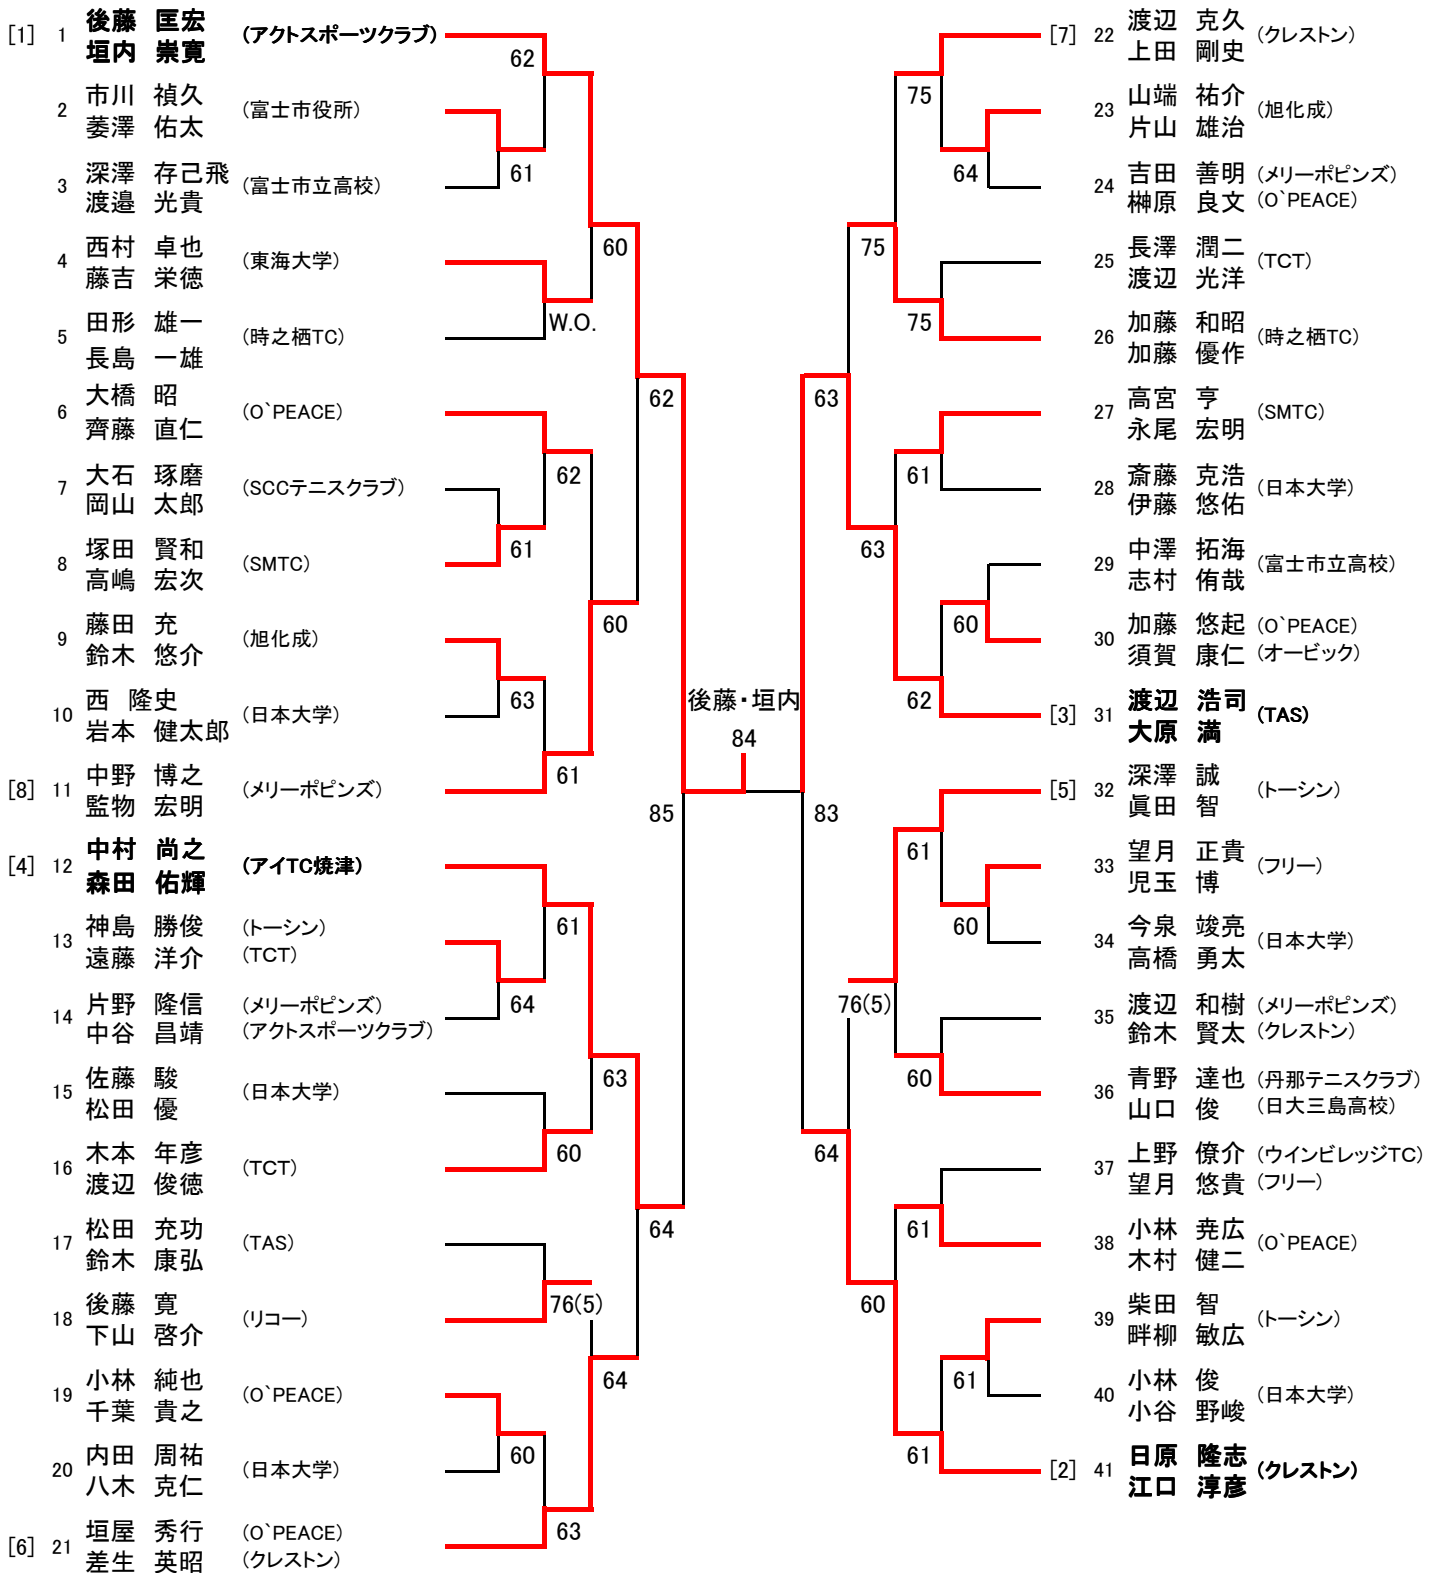 [1] 1 後藤 匡宏 (アクトスポーツクラブ)
垣内 崇寛
62
2 市川 禎久 (富士市役所)
萎澤 佑太
61
3 深澤 存己飛 (富士市立高校)
渡邉 光貴
60
4 西村 卓也 (東海大学)
藤吉 栄徳
W.O.
5 田形 雄一 (時之栖TC)
長島 一雄
62
6 大橋 昭 (O`PEACE)
齊藤 直仁
62
7 大石 琢磨 (SCCテニスクラブ)
岡山 太郎
61
8 塚田 賢和 (SMTC)
高嶋 宏次
60
9 藤田 充 (旭化成)
鈴木 悠介
63
10 西 隆史 (日本大学)
岩本 健太郎
61
[8] 11 中野 博之 (メリーポピンズ)
監物 宏明
85
[4] 12 中村 尚之 (アイTC焼津)
森田 佑輝
61
13 神島 勝俊 (トーシン)
遠藤 洋介 (TCT)
64
14 片野 隆信 (メリーポピンズ)
中谷 昌靖 (アクトスポーツクラブ)
63
15 佐藤 駿 (日本大学)
松田 優
60
16 木本 年彦 (TCT)
渡辺 俊徳
64
17 松田 充功 (TAS)
鈴木 康弘
76(5)
18 後藤 寛 (リコー)
下山 啓介
64
19 小林 純也 (O`PEACE)
千葉 貴之
60
20 内田 周祐 (日本大学)
八木 克仁
63
[6] 21 垣屋 秀行 (O`PEACE)
差生 英昭 (クレストン)
後藤・垣内
84
[7] 22 渡辺 克久 (クレストン)
上田 剛史
75
23 山端 祐介 (旭化成)
片山 雄治
64
24 吉田 善明 (メリーポピンズ)
榊原 良文 (O`PEACE)
75
25 長澤 潤二 (TCT)
渡辺 光洋
75
26 加藤 和昭 (時之栖TC)
加藤 優作
63
27 高宮 亨 (SMTC)
永尾 宏明
61
28 斎藤 克浩 (日本大学)
伊藤 悠佑
63
29 中澤 拓海 (富士市立高校)
志村 侑哉
60
30 加藤 悠起 (O`PEACE)
須賀 康仁 (オービック)
62
[3] 31 渡辺 浩司 (TAS)
大原 満
83
[5] 32 深澤 誠 (トーシン)
眞田 智
61
33 望月 正貴 (フリー)
児玉 博
60
34 今泉 竣亮 (日本大学)
高橋 勇太
76(5)
35 渡辺 和樹 (メリーポピンズ)
鈴木 賢太 (クレストン)
60
36 青野 達也 (丹那テニスクラブ)
山口 俊 (日大三島高校)
64
37 上野 僚介 (ウインビレッジTC)
望月 悠貴 (フリー)
61
38 小林 尭広 (O`PEACE)
木村 健二
60
39 柴田 智 (トーシン)
畔柳 敏広
61
40 小林 俊 (日本大学)
小谷 野峻
61
[2] 41 日原 隆志 (クレストン)
江口 淳彦